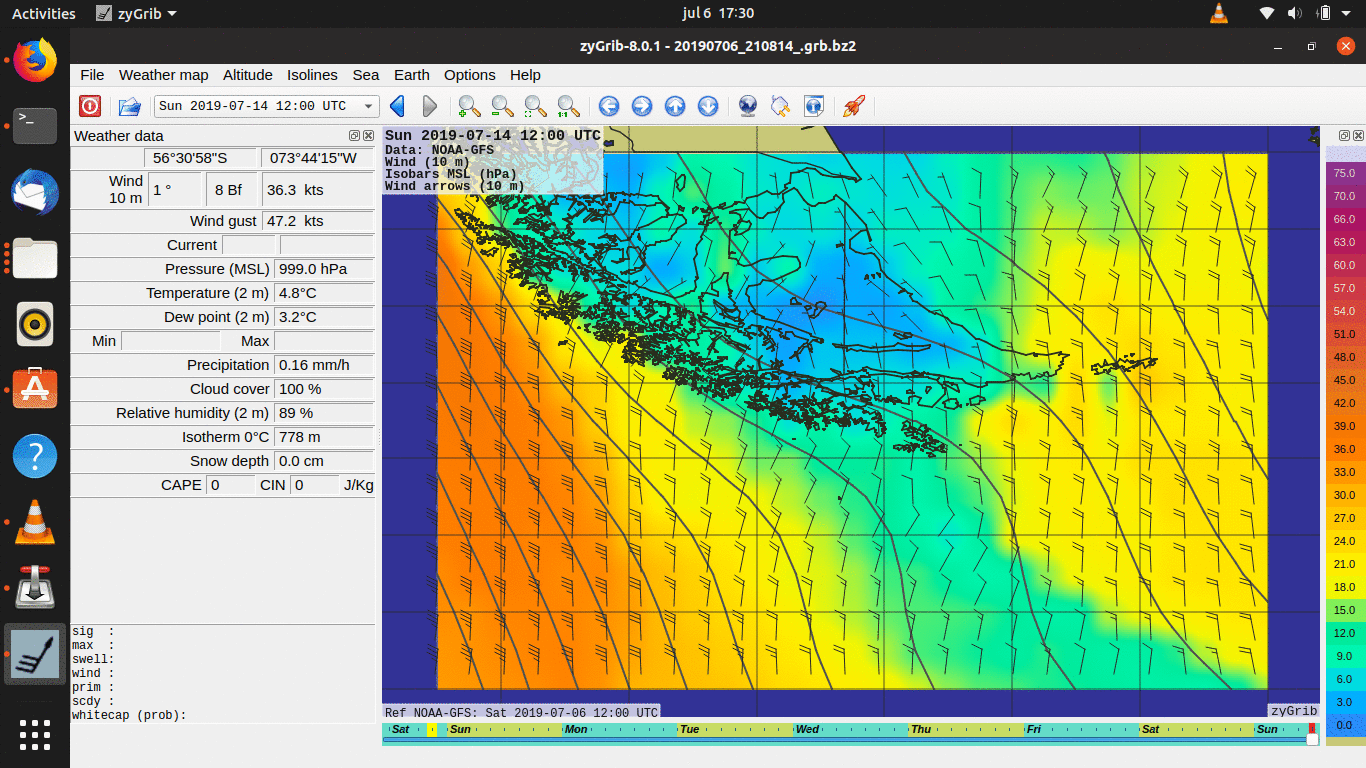 Activities zyGrib jul 6 17:30
zyGrib-8.0.1 - 20190706_210814_.grb.bz2
File Weather map Altitude Isolines Sea Earth Options Help
Sun 2019-07-14 12:00 UTC
Weather data
56°30'58"S 073°44'15"W
Wind 10 m 1 ° 8 Bf 36.3 kts
Wind gust 47.2 kts
Current
Pressure (MSL) 999.0 hPa
Temperature (2 m) 4.8°C
Dew point (2 m) 3.2°C
Min Max
Precipitation 0.16 mm/h
Cloud cover 100 %
Relative humidity (2 m) 89 %
Isotherm 0°C 778 m
Snow depth 0.0 cm
CAPE 0 CIN 0 J/Kg
sig :
max :
swell:
wind :
prim :
scdy :
whitecap (prob):
Sun 2019-07-14 12:00 UTC
Data: NOAA-GFS
Wind (10 m)
Isobars MSL (hPa)
Wind arrows (10 m)
Ref NOAA-GFS: Sat 2019-07-06 12:00 UTC
zyGrib
Sat Sun Mon Tue Wed Thu Fri Sat Sun
75.0
70.0
66.0
63.0
60.0
57.0
54.0
51.0
48.0
45.0
42.0
39.0
36.0
33.0
30.0
27.0
24.0
21.0
18.0
15.0
12.0
9.0
6.0
3.0
0.0
>_
A
?
1:1